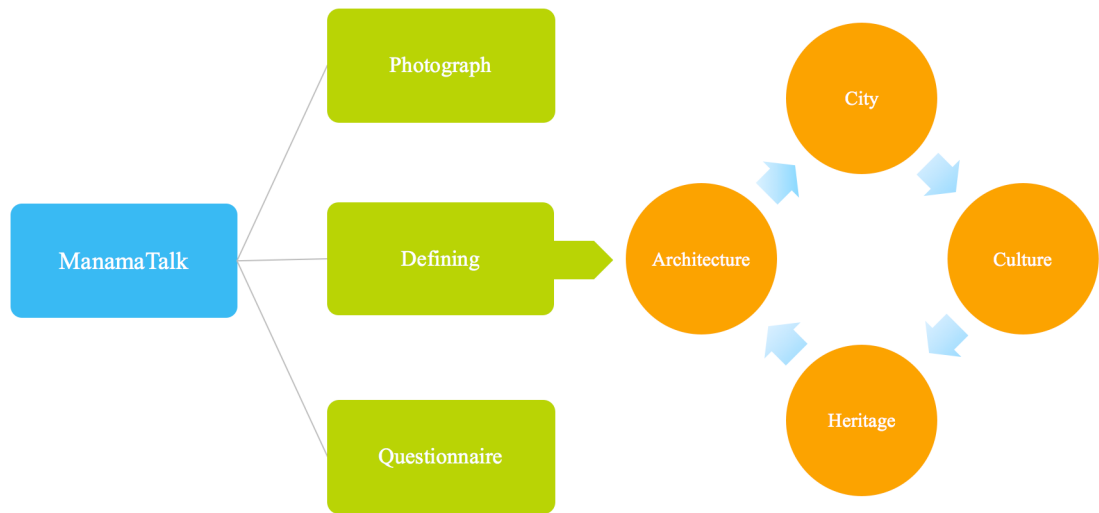 Photograph
City
ManamaTalk
Defining
Architecture
Culture
Heritage
Questionnaire